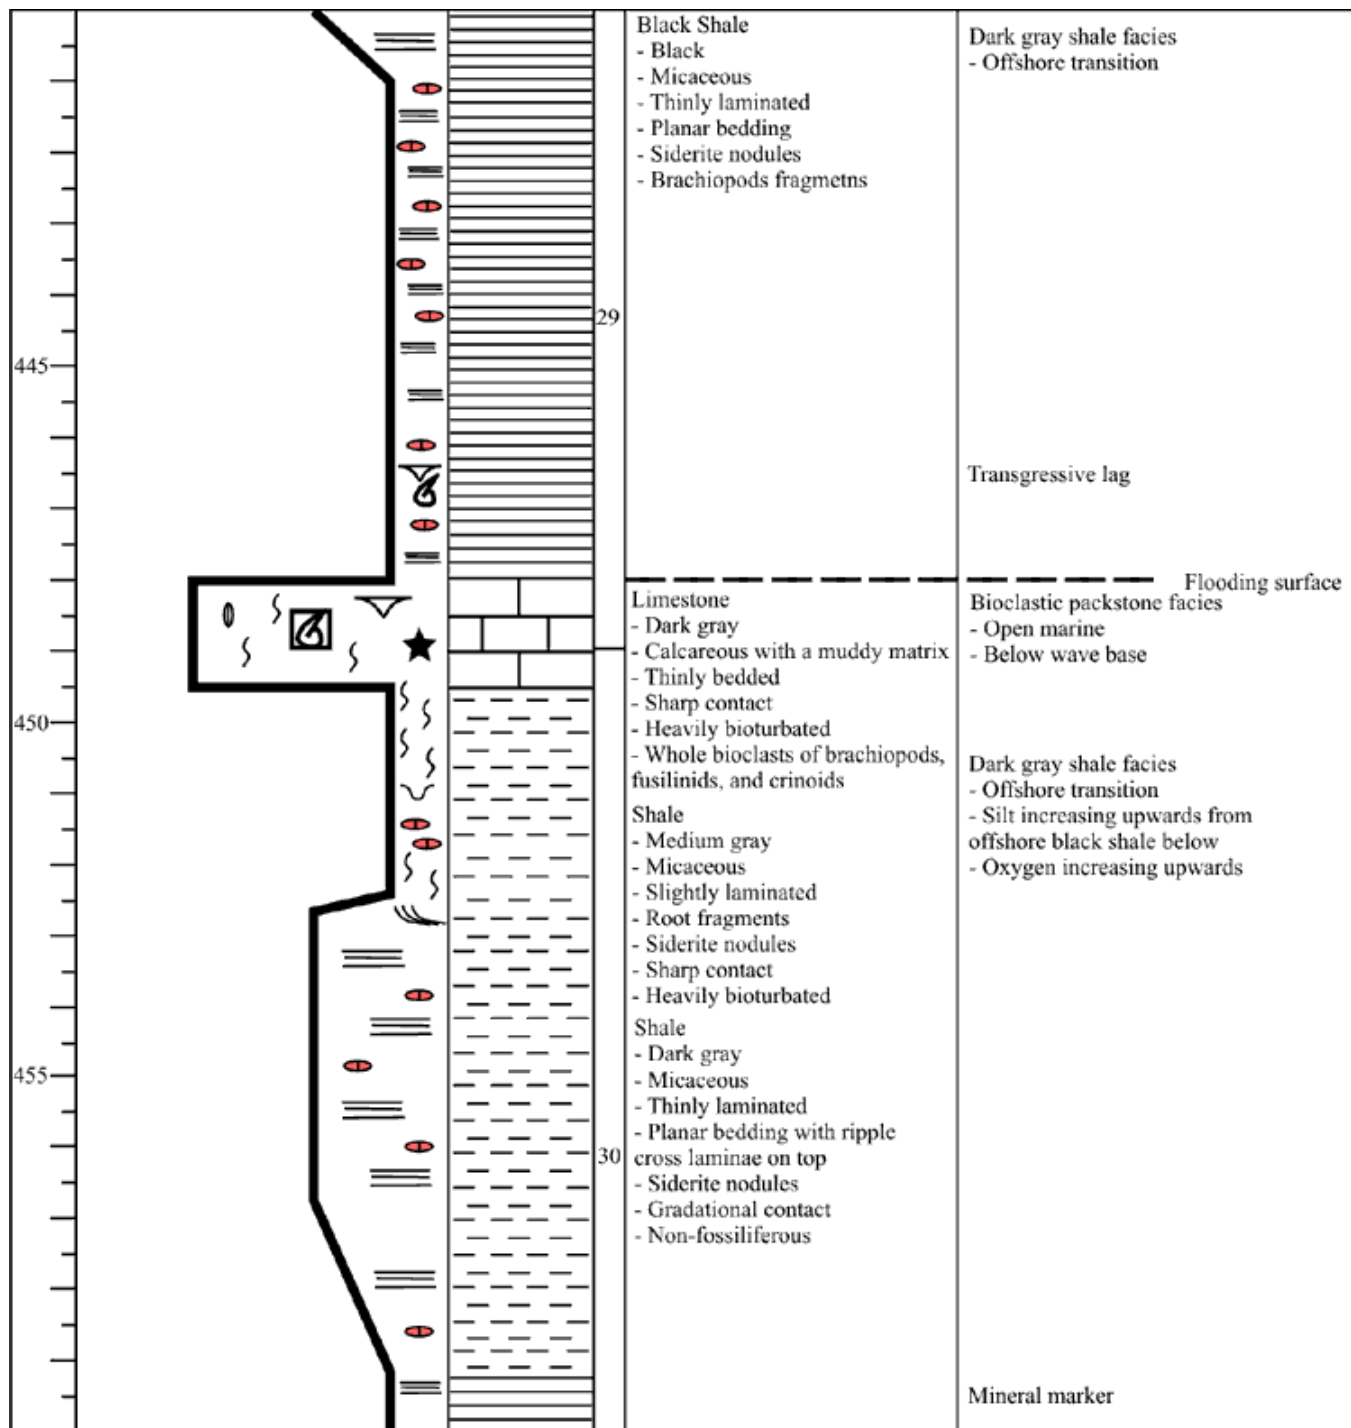 Black Shale
- Black
- Micaceous
- Thinly laminated
- Planar bedding
- Siderite nodules
- Brachiopods fragmetns
Dark gray shale facies
- Offshore transition
29
445
Transgressive lag
Flooding surface
Limestone
- Dark gray
- Calcareous with a muddy matrix
- Thinly bedded
- Sharp contact
- Heavily bioturbated
- Whole bioclasts of brachiopods,
fusilinids, and crinoids
Bioclastic packstone facies
- Open marine
- Below wave base
450
Dark gray shale facies
- Offshore transition
- Silt increasing upwards from
offshore black shale below
- Oxygen increasing upwards
Shale
- Medium gray
- Micaceous
- Slightly laminated
- Root fragments
- Siderite nodules
- Sharp contact
- Heavily bioturbated
Shale
- Dark gray
- Micaceous
- Thinly laminated
- Planar bedding with ripple
cross laminae on top
- Siderite nodules
- Gradational contact
- Non-fossiliferous
455
30
Mineral marker